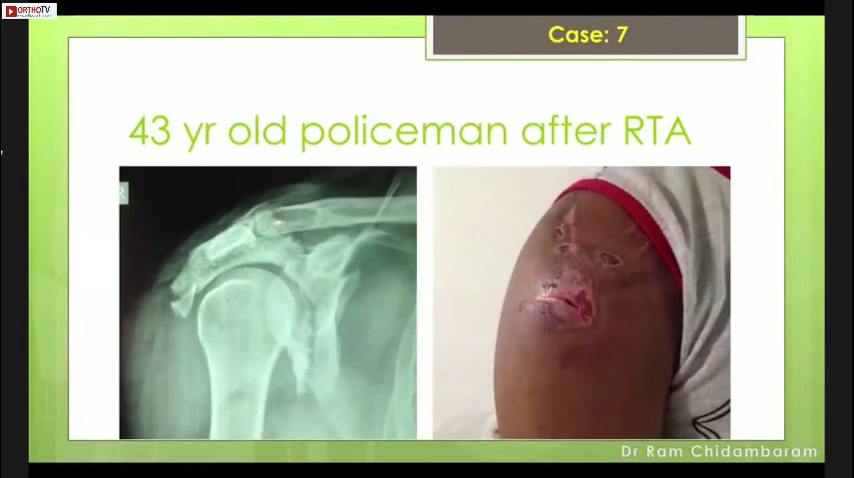 ORTHOTV
Case: 7
43 yr old policeman after RTA
R
Dr Ram Chidambaram